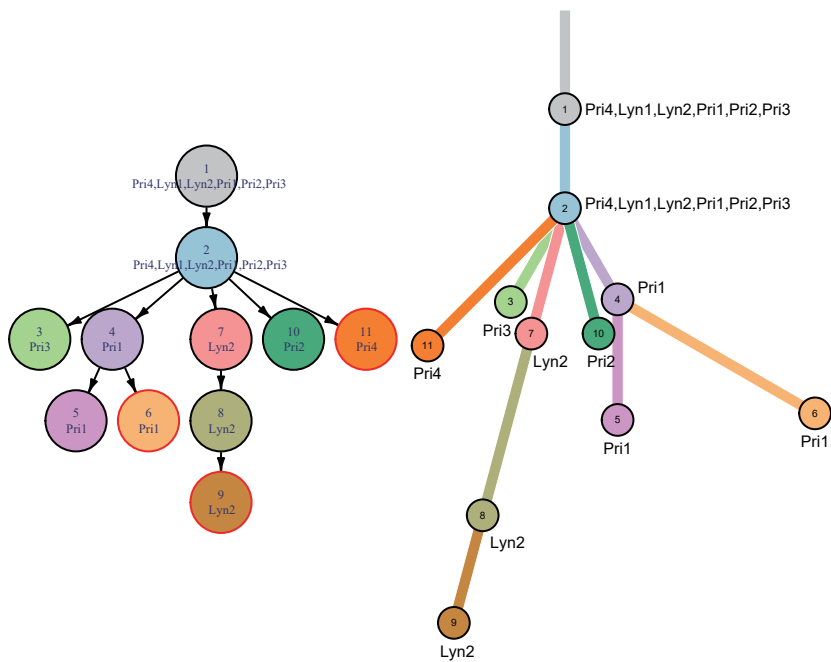 1
Pri4,Lyn1,Lyn2,Pri1,Pri2,Pri3
2
Pri4,Lyn1,Lyn2,Pri1,Pri2,Pri3
3
Pri3
4
Pri1
7
Lyn2
10
Pri2
11
Pri4
5
Pri1
6
Pri1
8
Lyn2
9
Lyn2
1 Pri4,Lyn1,Lyn2,Pri1,Pri2,Pri3
2 Pri4,Lyn1,Lyn2,Pri1,Pri2,Pri3
3
Pri3
4 Pri1
7
Lyn2
10
Pri2
11
Pri4
5
Pri1
6
Pri1
8
Lyn2
9
Lyn2